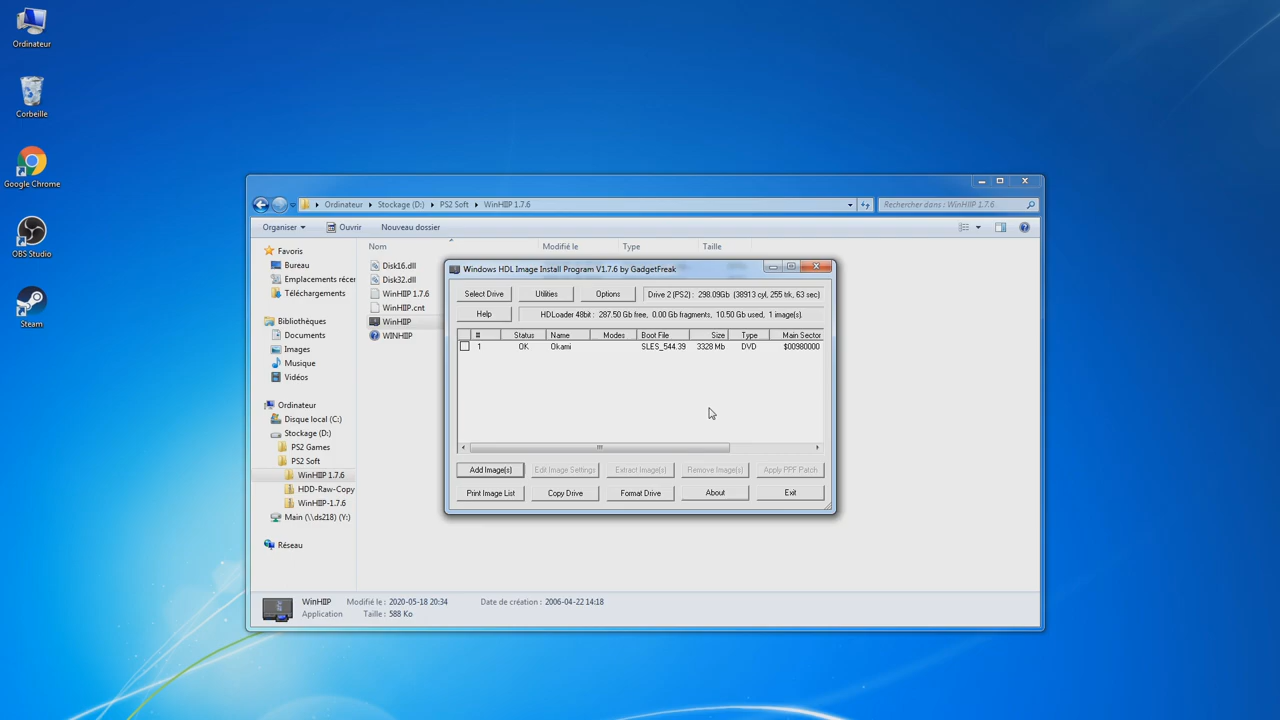 Ordinateur
Corbeille
Google Chrome
OBS Studio
Steam
Ordinateur Stockage (D:) PS2 Soft WinHIIP 1.7.6
Rechercher dans : WinHIIP 1.7.6
Organiser Ouvrir Nouveau dossier
Favoris
Bureau
Emplacements récer
Téléchargements
Bibliothèques
Documents
Images
Musique
Vidéos
Ordinateur
Disque local (C:)
Stockage (D:)
PS2 Games
PS2 Soft
WinHIIP 1.7.6
HDD-Raw-Copy
WinHIIP-1.7.6
Main (\\ds218) (Y:)
Réseau
Nom Modifié le Type Taille
Disk16.dll
Disk32.dll
WinHIIP 1.7.6
WinHIIP.cnt
WinHIIP
WINHIIP
Windows HDL Image Install Program V1.7.6 by GadgetFreak
Select Drive Utilities Options Drive 2 (PS2) : 298.09Gb (38913 cyl, 255 trk, 63 sec)
Help HDLoader 48bit : 287.50 Gb free, 0.00 Gb fragments, 10.50 Gb used, 1 image(s).
# Status Name Modes Boot File Size Type Main Sector
1 OK Okami SLES_544.39 3328 Mb DVD $00980000
Add Image(s) Edit Image Settings Extract Image(s) Remove Image(s) Apply PPF Patch
Print Image List Copy Drive Format Drive About Exit
WinHIIP Modifié le : 2020-05-18 20:34 Date de création : 2006-04-22 14:18
Application Taille : 588 Ko